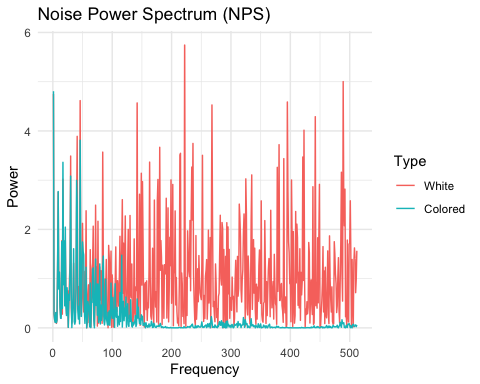 Noise Power Spectrum (NPS)
6
4
2
0
Power
0 100 200 300 400 500
Frequency
Type
White
Colored